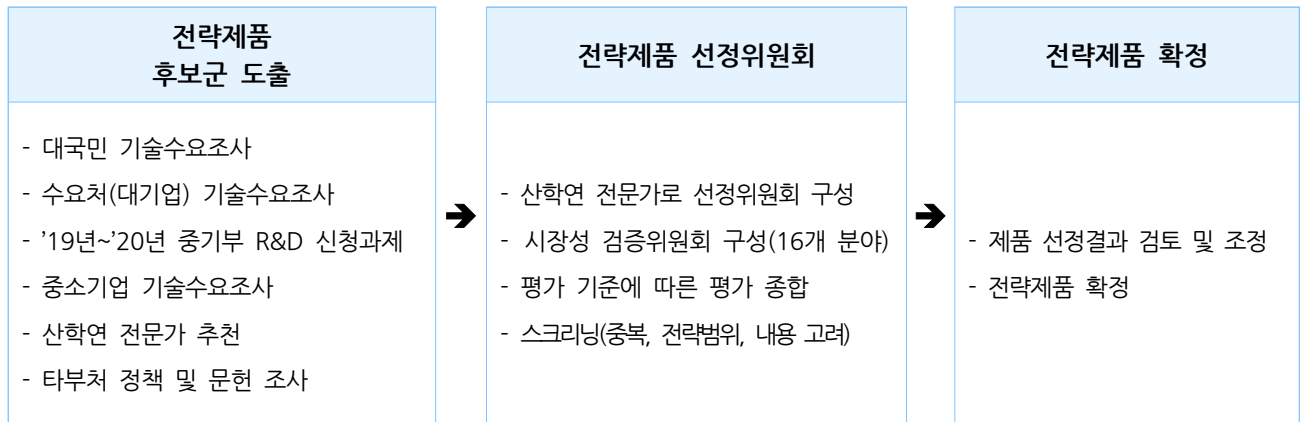 전략제품
후보군 도출
- 대국민 기술수요조사
- 수요처(대기업) 기술수요조사
- ’19년~’20년 중기부 R&D 신청과제
- 중소기업 기술수요조사
- 산학연 전문가 추천
- 타부처 정책 및 문헌 조사
➔
전략제품 선정위원회
- 산학연 전문가로 선정위원회 구성
- 시장성 검증위원회 구성(16개 분야)
- 평가 기준에 따른 평가 종합
- 스크리닝(중복, 전략범위, 내용 고려)
➔
전략제품 확정
- 제품 선정결과 검토 및 조정
- 전략제품 확정